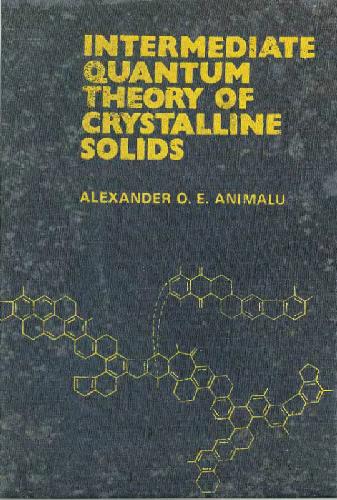 INTERMEDIATE
QUANTUM
THEORY OF
CRYSTALLINE
SOLIDS
ALEXANDER O. E. ANIMALU